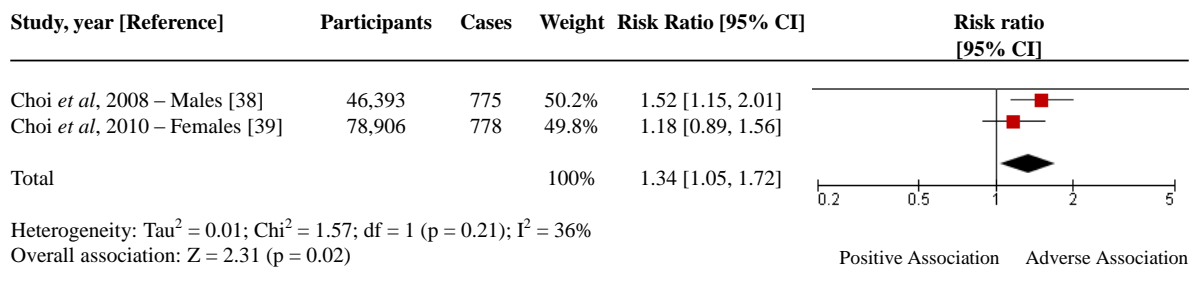 Study, year [Reference] Participants Cases Weight Risk Ratio [95% CI] Risk ratio
[95% CI]
Choi et al, 2008 – Males [38] 46,393 775 50.2% 1.52 [1.15, 2.01]
Choi et al, 2010 – Females [39] 78,906 778 49.8% 1.18 [0.89, 1.56]
Total 100% 1.34 [1.05, 1.72]
0.2 0.5 1 2 5
Heterogeneity: Tau² = 0.01; Chi² = 1.57; df = 1 (p = 0.21); I² = 36%
Overall association: Z = 2.31 (p = 0.02)
Positive Association Adverse Association